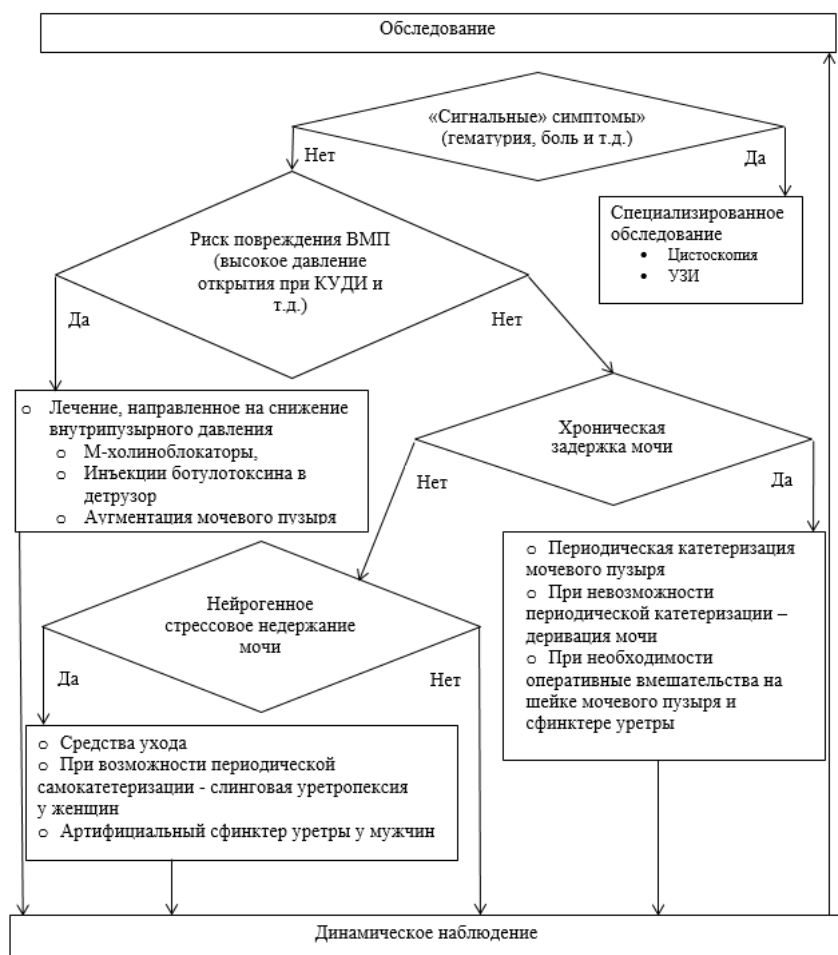 Обследование
«Сигнальные» симптомы»
(гематурия, боль и т.д.)
Нет
Да
Специализированное
обследование
• Цистоскопия
• УЗИ
Риск повреждения ВМП
(высокое давление
открытия при КУДИ и
т.д.)
Да
Нет
o Лечение, направленное на снижение
внутрипузырного давления
o М-холиноблокаторы,
o Инъекции ботулотоксина в
детрузор
o Аугментация мочевого пузыря
Хроническая
задержка мочи
Нет
Да
o Периодическая катетеризация
мочевого пузыря
o При невозможности
периодической катетеризации –
деривация мочи
o При необходимости
оперативные вмешательства на
шейке мочевого пузыря и
сфинктере уретры
Нейрогенное
стрессовое недержание
мочи
Да
Нет
o Средства ухода
o При возможности периодической
самокатетеризации - слинговая уретропексия
у женщин
o Артифициальный сфинктер уретры у мужчин
Динамическое наблюдение